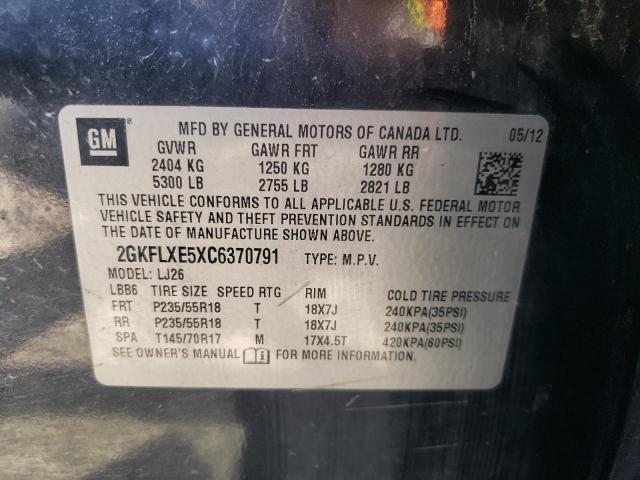 GM ®
MFD BY GENERAL MOTORS OF CANADA LTD. 05/12
GVWR GAWR FRT GAWR RR
2404 KG 1250 KG 1280 KG
5300 LB 2755 LB 2821 LB
THIS VEHICLE CONFORMS TO ALL APPLICABLE U.S. FEDERAL MOTOR
VEHICLE SAFETY AND THEFT PREVENTION STANDARDS IN EFFECT ON
THE DATE OF MANUFACTURE SHOWN ABOVE.
2GKFLXE5XC6370791 TYPE: M.P.V.
MODEL: LJ26
LBB6 TIRE SIZE SPEED RTG RIM COLD TIRE PRESSURE
FRT P235/55R18 T 18X7J 240KPA(35PSI)
RR P235/55R18 T 18X7J 240KPA(35PSI)
SPA T145/70R17 M 17X4.5T 420KPA(60PSI)
SEE OWNER'S MANUAL FOR MORE INFORMATION.